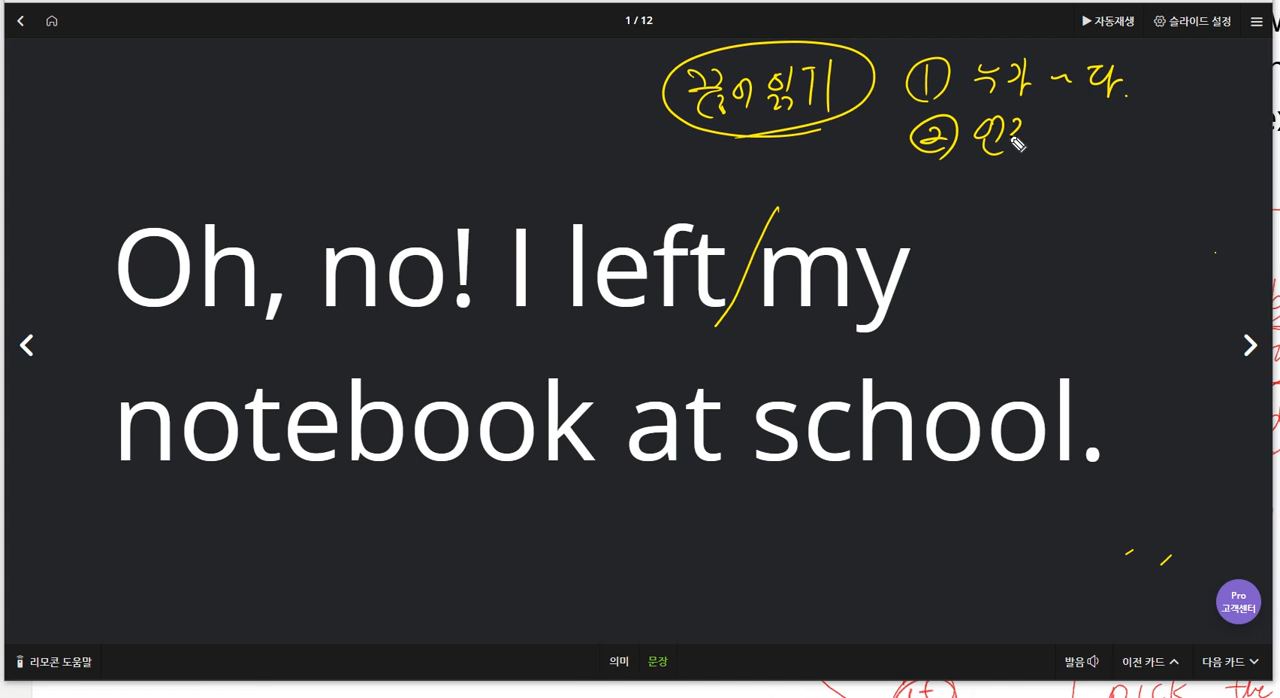 1 / 12
자동재생
슬라이드 설정
끊어 읽기
① 누가 ~ 다.
②
Oh, no! I left / my
notebook at school.
Pro
고객센터
리모콘 도움말
의미
문장
발음
이전 카드
다음 카드
I pick the